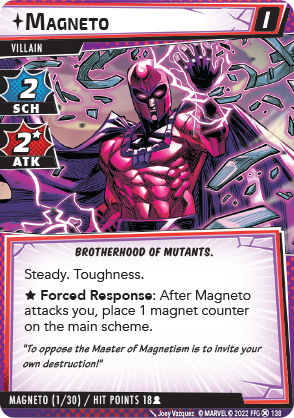 ✦Magneto
I
VILLAIN
2
SCH
2★
ATK
BROTHERHOOD OF MUTANTS.
Steady. Toughness.
★ Forced Response: After Magneto
attacks you, place 1 magnet counter
on the main scheme.
"To oppose the Master of Magnetism is to invite your
own destruction!"
MAGNETO (1/30) / HIT POINTS 18
Joey Vazquez © MARVEL © 2022 FFG 138